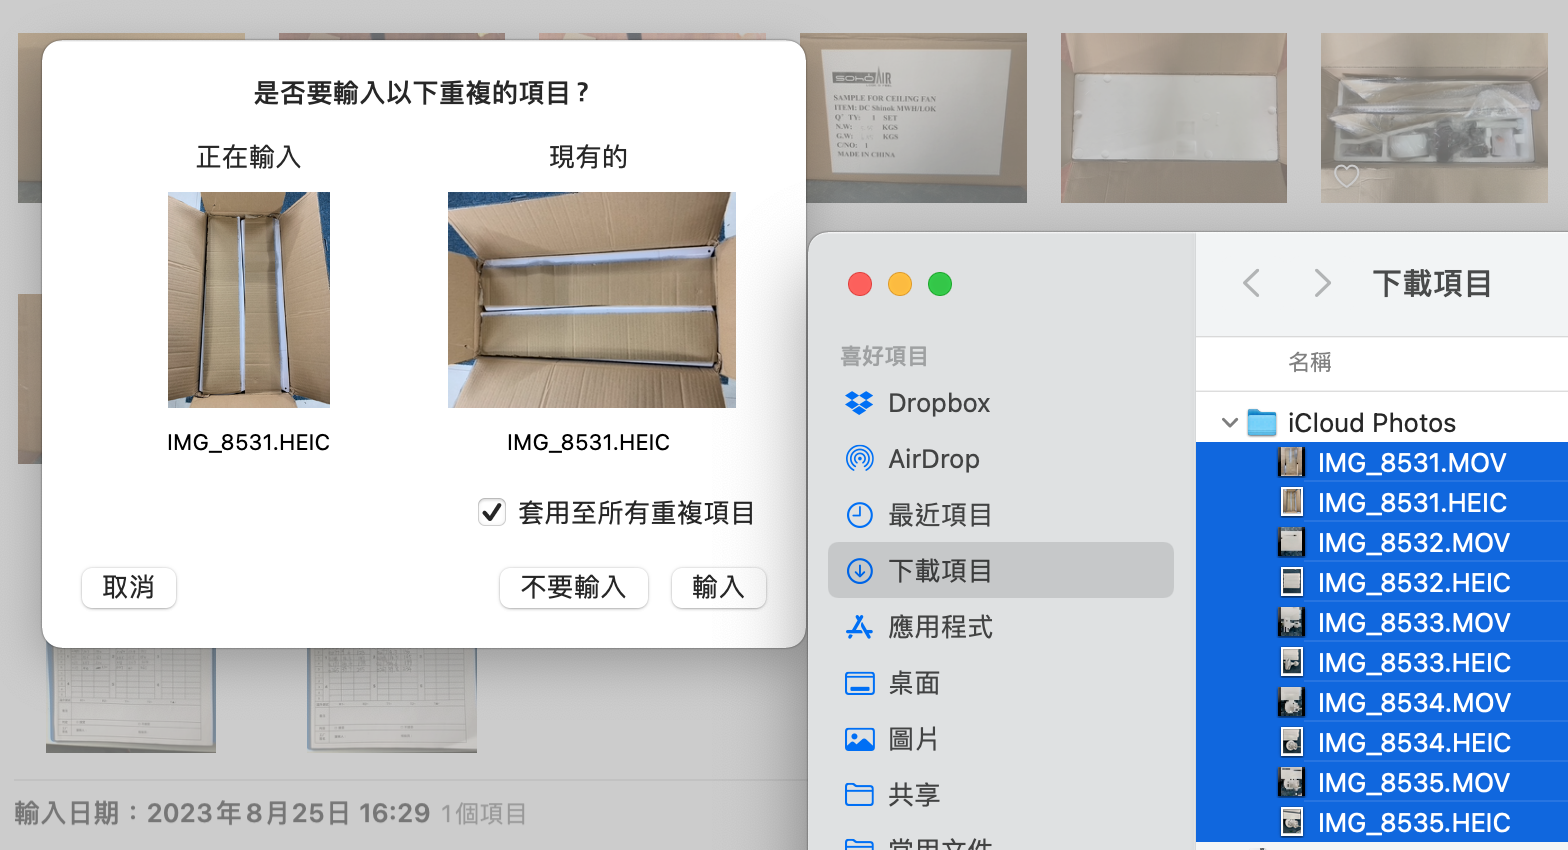 是否要輸入以下重複的項目？
正在輸入
現有的
IMG_8531.HEIC
IMG_8531.HEIC
套用至所有重複項目
取消
不要輸入
輸入
SAMPLE FOR CEILING FAN
ITEM: DC Shinok MWH/LOK
Q' TY: 1 SET
N.W: KGS
G.W: KGS
C/NO: 1
MADE IN CHINA
輸入日期：2023年8月25日 16:29 1個項目
喜好項目
Dropbox
AirDrop
最近項目
下載項目
應用程式
桌面
圖片
共享
常用文件
下載項目
名稱
iCloud Photos
IMG_8531.MOV
IMG_8531.HEIC
IMG_8532.MOV
IMG_8532.HEIC
IMG_8533.MOV
IMG_8533.HEIC
IMG_8534.MOV
IMG_8534.HEIC
IMG_8535.MOV
IMG_8535.HEIC